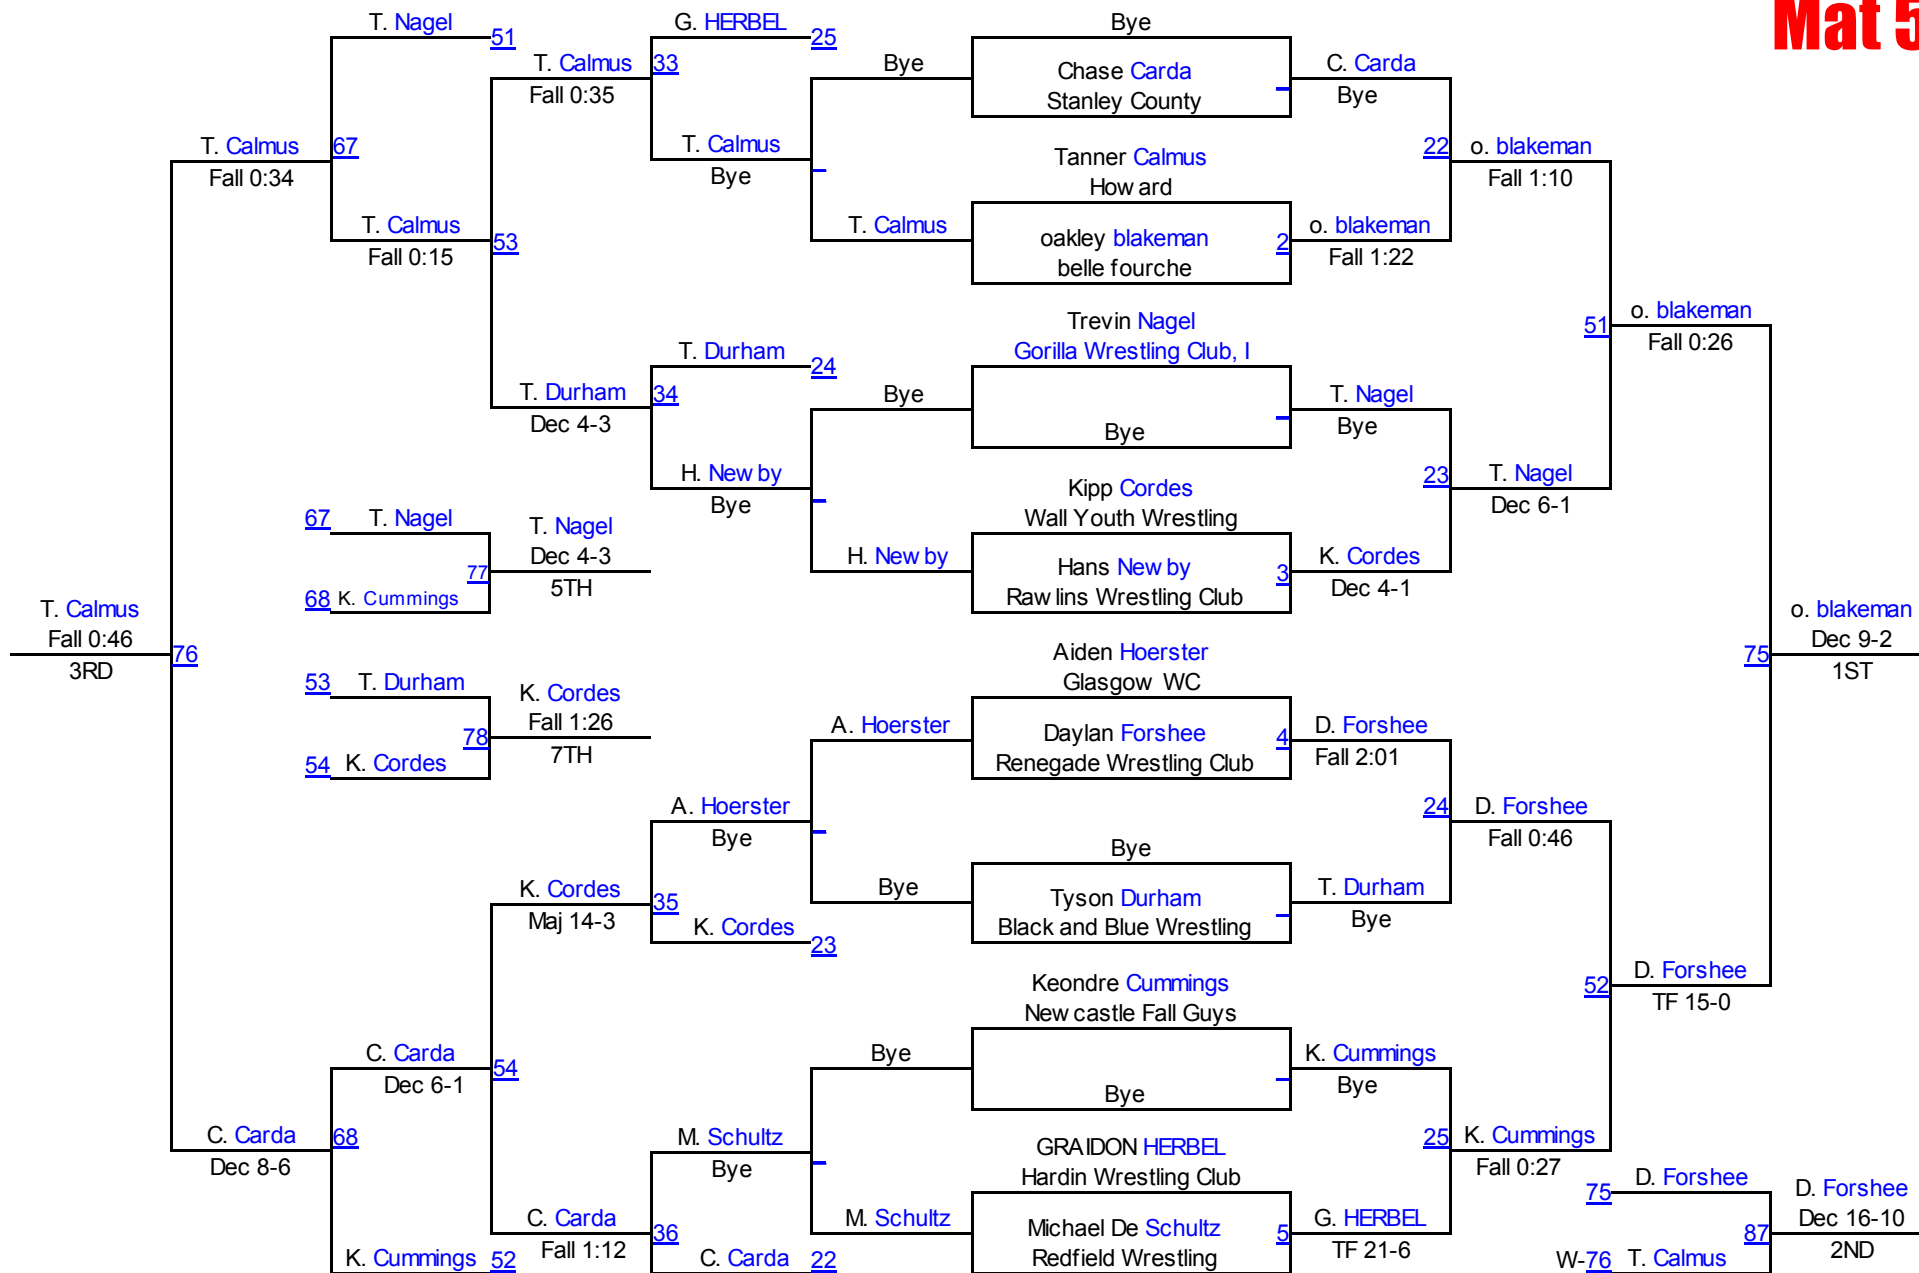 Mat 5
T. Nagel
51
G. HERBEL
25
Bye
T. Calmus
33
Fall 0:35
Bye
Chase Carda
Stanley County
C. Carda
Bye
T. Calmus
Fall 0:34
67
T. Calmus
Bye
Tanner Calmus
How ard
22
o. blakeman
Fall 1:10
T. Calmus
Fall 0:15
53
T. Calmus
oakley blakeman
belle fourche
2
o. blakeman
Fall 1:22
Trevin Nagel
Gorilla Wrestling Club, I
51
o. blakeman
Fall 0:26
T. Durham
24
T. Durham
34
Dec 4-3
Bye
Bye
T. Nagel
Bye
H. New by
Bye
Kipp Cordes
Wall Youth Wrestling
23
T. Nagel
Dec 6-1
67
T. Nagel
68
K. Cummings
77
T. Nagel
Dec 4-3
5TH
H. New by
Hans New by
Raw lins Wrestling Club
3
K. Cordes
Dec 4-1
T. Calmus
Fall 0:46
3RD
76
75
o. blakeman
Dec 9-2
1ST
Aiden Hoerster
Glasgow WC
53
T. Durham
54
K. Cordes
78
K. Cordes
Fall 1:26
7TH
A. Hoerster
Daylan Forshee
Renegade Wrestling Club
4
D. Forshee
Fall 2:01
A. Hoerster
Bye
24
D. Forshee
Fall 0:46
Bye
K. Cordes
Maj 14-3
35
Bye
Tyson Durham
Black and Blue Wrestling
T. Durham
Bye
K. Cordes
23
Keondre Cummings
New castle Fall Guys
52
D. Forshee
TF 15-0
C. Carda
Dec 6-1
54
Bye
Bye
K. Cummings
Bye
C. Carda
Dec 8-6
68
M. Schultz
Bye
GRAIDON HERBEL
Hardin Wrestling Club
25
K. Cummings
Fall 0:27
C. Carda
Fall 1:12
36
M. Schultz
Michael De Schultz
Redfield Wrestling
5
G. HERBEL
TF 21-6
K. Cummings
52
C. Carda
22
75
D. Forshee
W-76
T. Calmus
87
D. Forshee
Dec 16-10
2ND